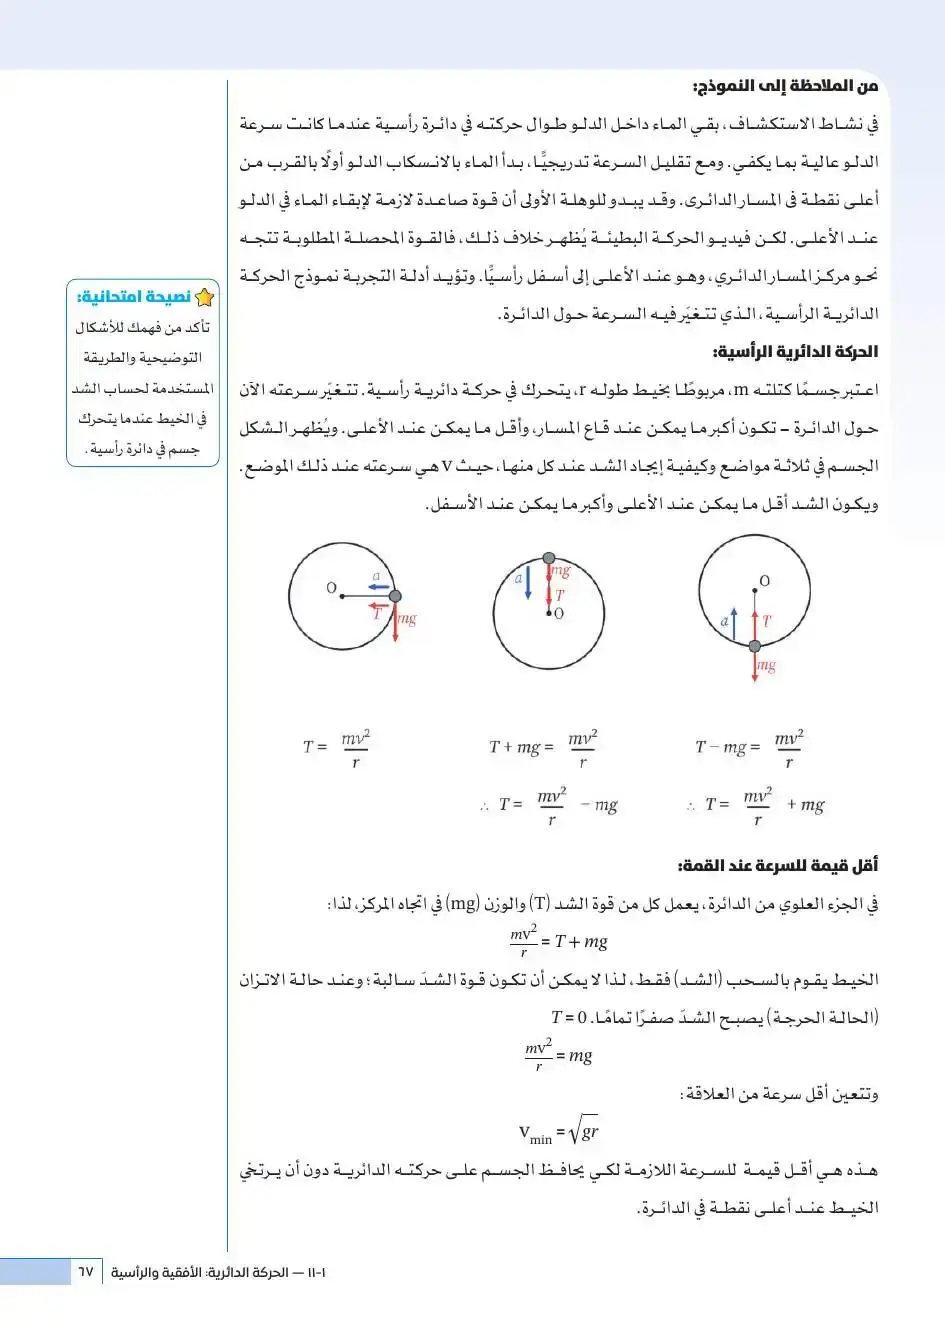 من الملاحظة إلى النموذج:
في نشاط الاستكشاف، بقي الماء داخل الدلو طوال حركته في دائرة رأسية عندما كانت سرعة
الدلو عالية بما يكفي. ومع تقليل السرعة تدريجيًّا، بدأ الماء بالانسكاب الدلو أولًا بالقرب من
أعلى نقطة فى المسار الدائرى. وقد يبدو للوهلة الأولى أن قوة صاعدة لازمة لإبقاء الماء في الدلو
عند الأعلى. لكن فيديو الحركة البطيئة يُظهر خلاف ذلك، فالقوة المحصلة المطلوبة تتجه
نحو مركز المسار الدائري، وهو عند الأعلى إلى أسفل رأسيًّا. وتؤيد أدلة التجربة نموذج الحركة
الدائرية الرأسية، الذي تتغيَر فيه السرعة حول الدائرة.
الحركة الدائرية الرأسية:
اعتبر جسمًا كتلته m، مربوطًا بخيط طوله r، يتحرك في حركة دائرية رأسية. تتغيَر سرعته الآن
حول الدائرة – تكون أكبر ما يمكن عند قاع المسار، وأقل ما يمكن عند الأعلى. ويُظهر الشكل
الجسم في ثلاثة مواضع وكيفية إيجاد الشد عند كل منها، حيث v هي سرعته عند ذلك الموضع.
ويكون الشد أقل ما يمكن عند الأعلى وأكبر ما يمكن عند الأسفل.
نصيحة امتحانية:
تأكد من فهمك للأشكال
التوضيحية والطريقة
المستخدمة لحساب الشد
في الخيط عندما يتحرك
جسم في دائرة رأسية.
O
a
T
mg
a
mg
T
O
O
a
T
mg
T – mg = mv²/r
T + mg = mv²/r
T = mv²/r
∴ T = mv²/r + mg
∴ T = mv²/r – mg
أقل قيمة للسرعة عند القمة:
في الجزء العلوي من الدائرة، يعمل كل من قوة الشد (T) والوزن (mg) في اتجاه المركز، لذا:
mv²/r = T + mg
الخيط يقوم بالسحب (الشد) فقط، لذا لا يمكن أن تكون قوة الشدَ سالبة؛ وعند حالة الاتزان
(الحالة الحرجة) يصبح الشدَ صفرًا تمامًا. T = 0
mv²/r = mg
وتتعين أقل سرعة من العلاقة:
v_min = √gr
هذه هي أقل قيمة للسرعة اللازمة لكي يحافظ الجسم على حركته الدائرية دون أن يرتخي
الخيط عند أعلى نقطة في الدائرة.
١-١١ – الحركة الدائرية: الأفقية والرأسية ٦٧